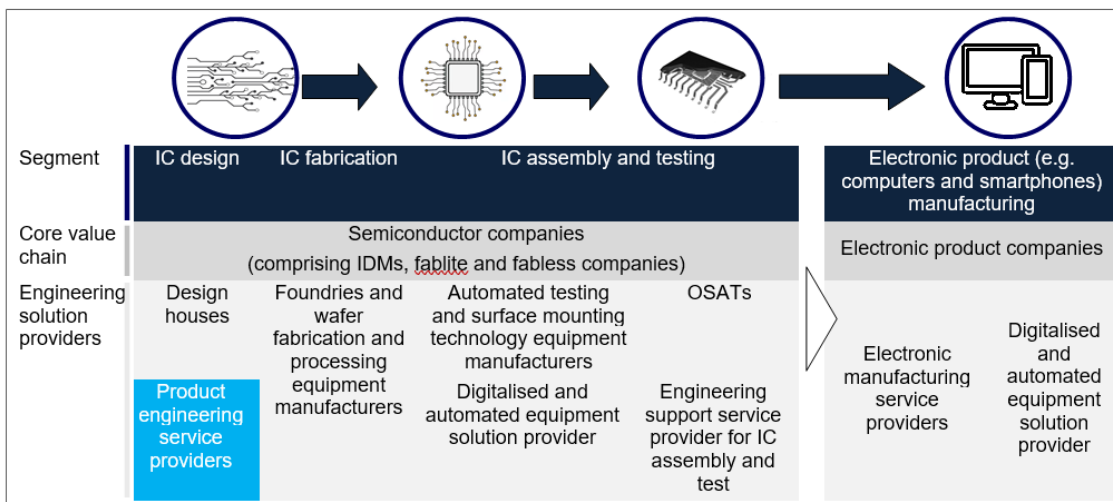 Segment
IC design
IC fabrication
IC assembly and testing
Electronic product (e.g.
computers and smartphones)
manufacturing
Core value
chain
Semiconductor companies
(comprising IDMs, fablite and fabless companies)
Electronic product companies
Engineering
solution
providers
Design
houses
Foundries and
wafer
fabrication and
processing
equipment
manufacturers
Automated testing
and surface mounting
technology equipment
manufacturers
OSATs
Product
engineering
service
providers
Digitalised and
automated equipment
solution provider
Engineering
support service
provider for IC
assembly and
test
Electronic
manufacturing
service
providers
Digitalised
and
automated
equipment
solution
provider